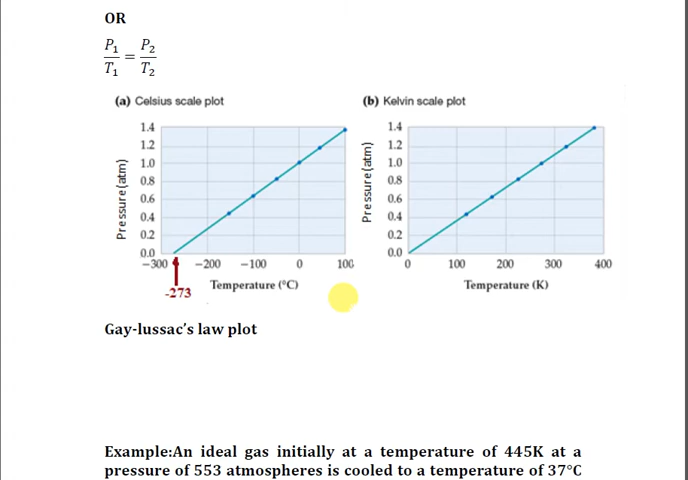 OR
P₁/T₁ = P₂/T₂
(a) Celsius scale plot
Pressure (atm)
1.4
1.2
1.0
0.8
0.6
0.4
0.2
0.0
−300 −200 −100 0 100
-273
Temperature (°C)
(b) Kelvin scale plot
Pressure (atm)
1.4
1.2
1.0
0.8
0.6
0.4
0.2
0.0
0 100 200 300 400
Temperature (K)
Gay-lussac's law plot
Example:An ideal gas initially at a temperature of 445K at a
pressure of 553 atmospheres is cooled to a temperature of 37°C